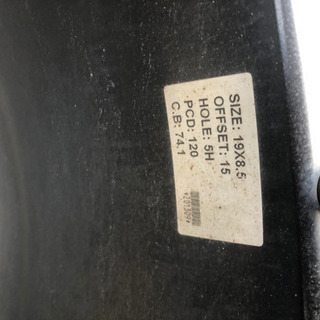 SIZE: 19X8.5
OFFSET: 15
HOLE: 5H
PCD: 120
C.B: 74.1